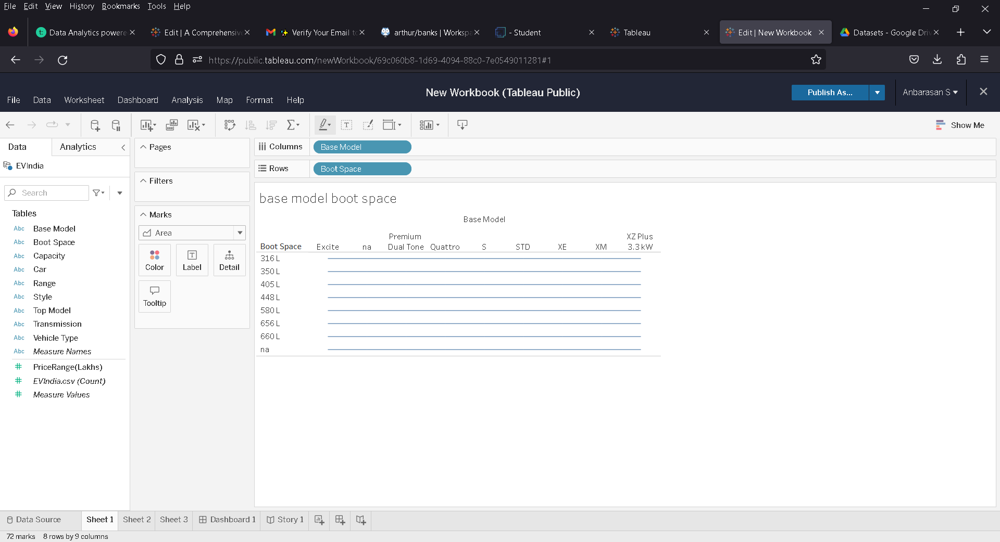 File Edit View History Bookmarks Tools Help
Data Analytics powere
Edit | A Comprehensive
Verify Your Email to
arthur/banks | Workspa
- Student
Tableau
Edit | New Workbook
Datasets - Google Driv
https://public.tableau.com/newWorkbook/69c060b8-1d69-4094-88c0-7e0549011281#1
New Workbook (Tableau Public)
Publish As...
Anbarasan S
File Data Worksheet Dashboard Analysis Map Format Help
Show Me
Data Analytics
EVIndia
Search
Tables
Abc Base Model
Abc Boot Space
Abc Capacity
Abc Car
Abc Range
Abc Style
Abc Top Model
Abc Transmission
Abc Vehicle Type
Abc Measure Names
# PriceRange(Lakhs)
# EVIndia.csv (Count)
# Measure Values
Pages
Filters
Marks
Area
Color
Label
Detail
Tooltip
Columns Base Model
Rows Boot Space
base model boot space
Base Model
Boot Space Excite na Premium Dual Tone Quattro S STD XE XM XZ Plus 3.3 kW
316 L
350 L
405 L
448 L
580 L
656 L
660 L
na
Data Source Sheet 1 Sheet 2 Sheet 3 Dashboard 1 Story 1
72 marks 8 rows by 9 columns